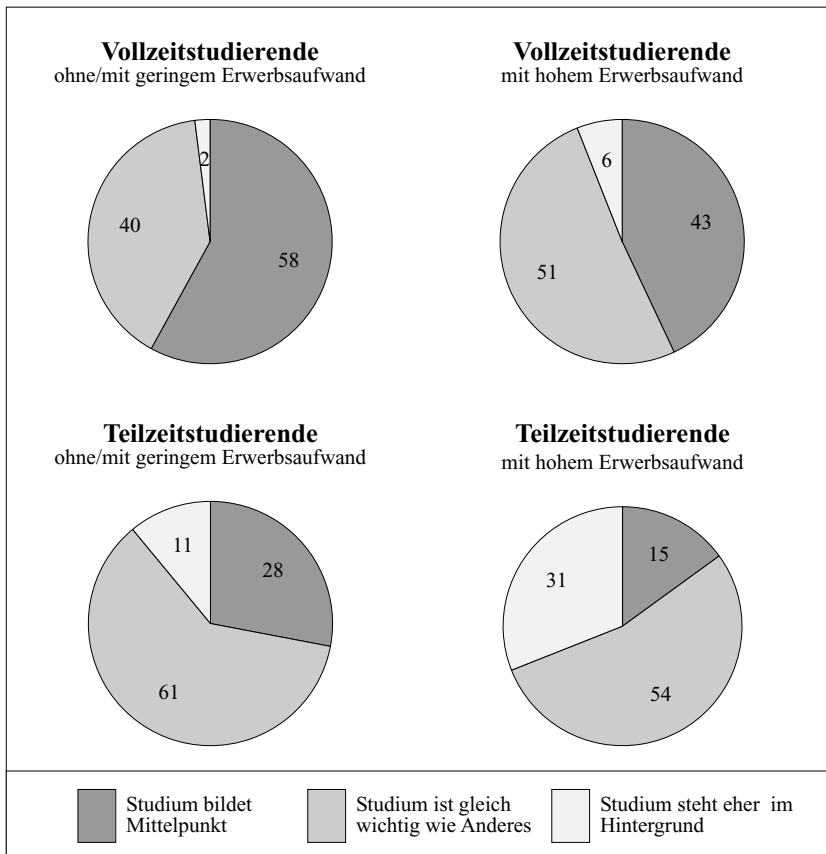 Vollzeitstudierende
ohne/mit geringem Erwerbsaufwand
2
40
58
Vollzeitstudierende
mit hohem Erwerbsaufwand
6
43
51
Teilzeitstudierende
ohne/mit geringem Erwerbsaufwand
11
28
61
Teilzeitstudierende
mit hohem Erwerbsaufwand
15
31
54
Studium bildet
Mittelpunkt
Studium ist gleich
wichtig wie Anderes
Studium steht eher im
Hintergrund